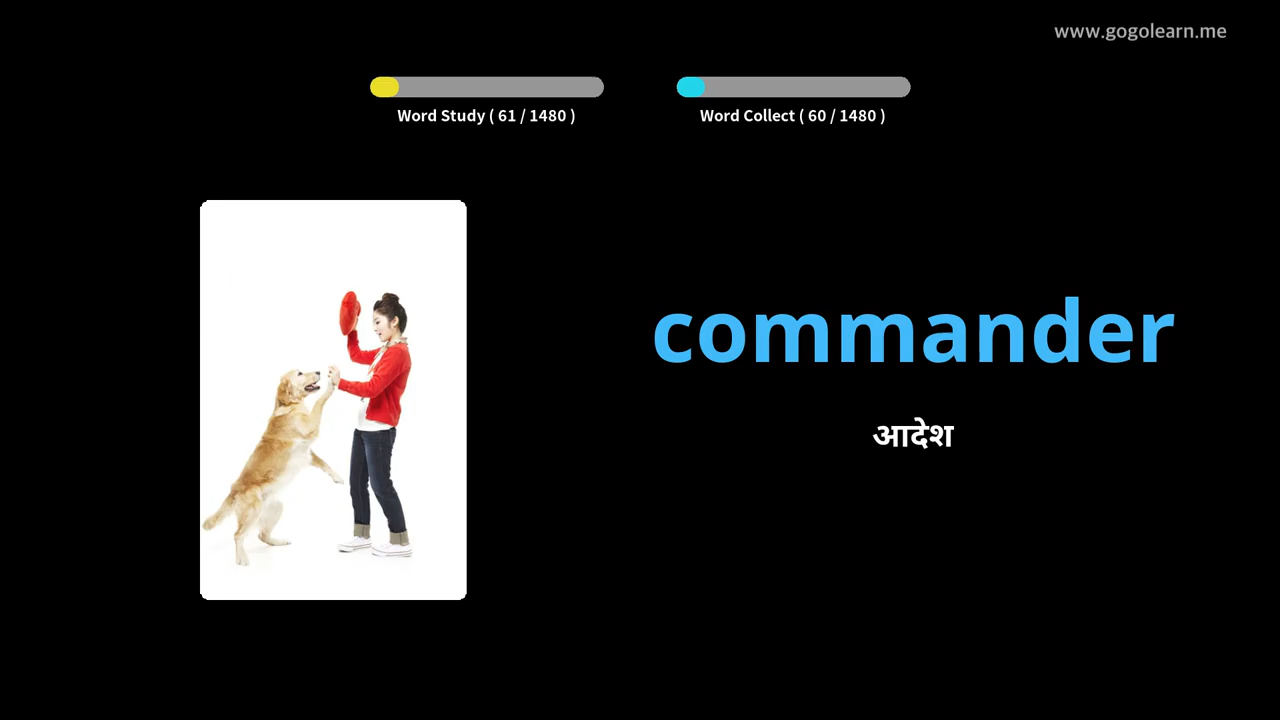 www.gogolearn.me
Word Study ( 61 / 1480 )
Word Collect ( 60 / 1480 )
commander
आदेश